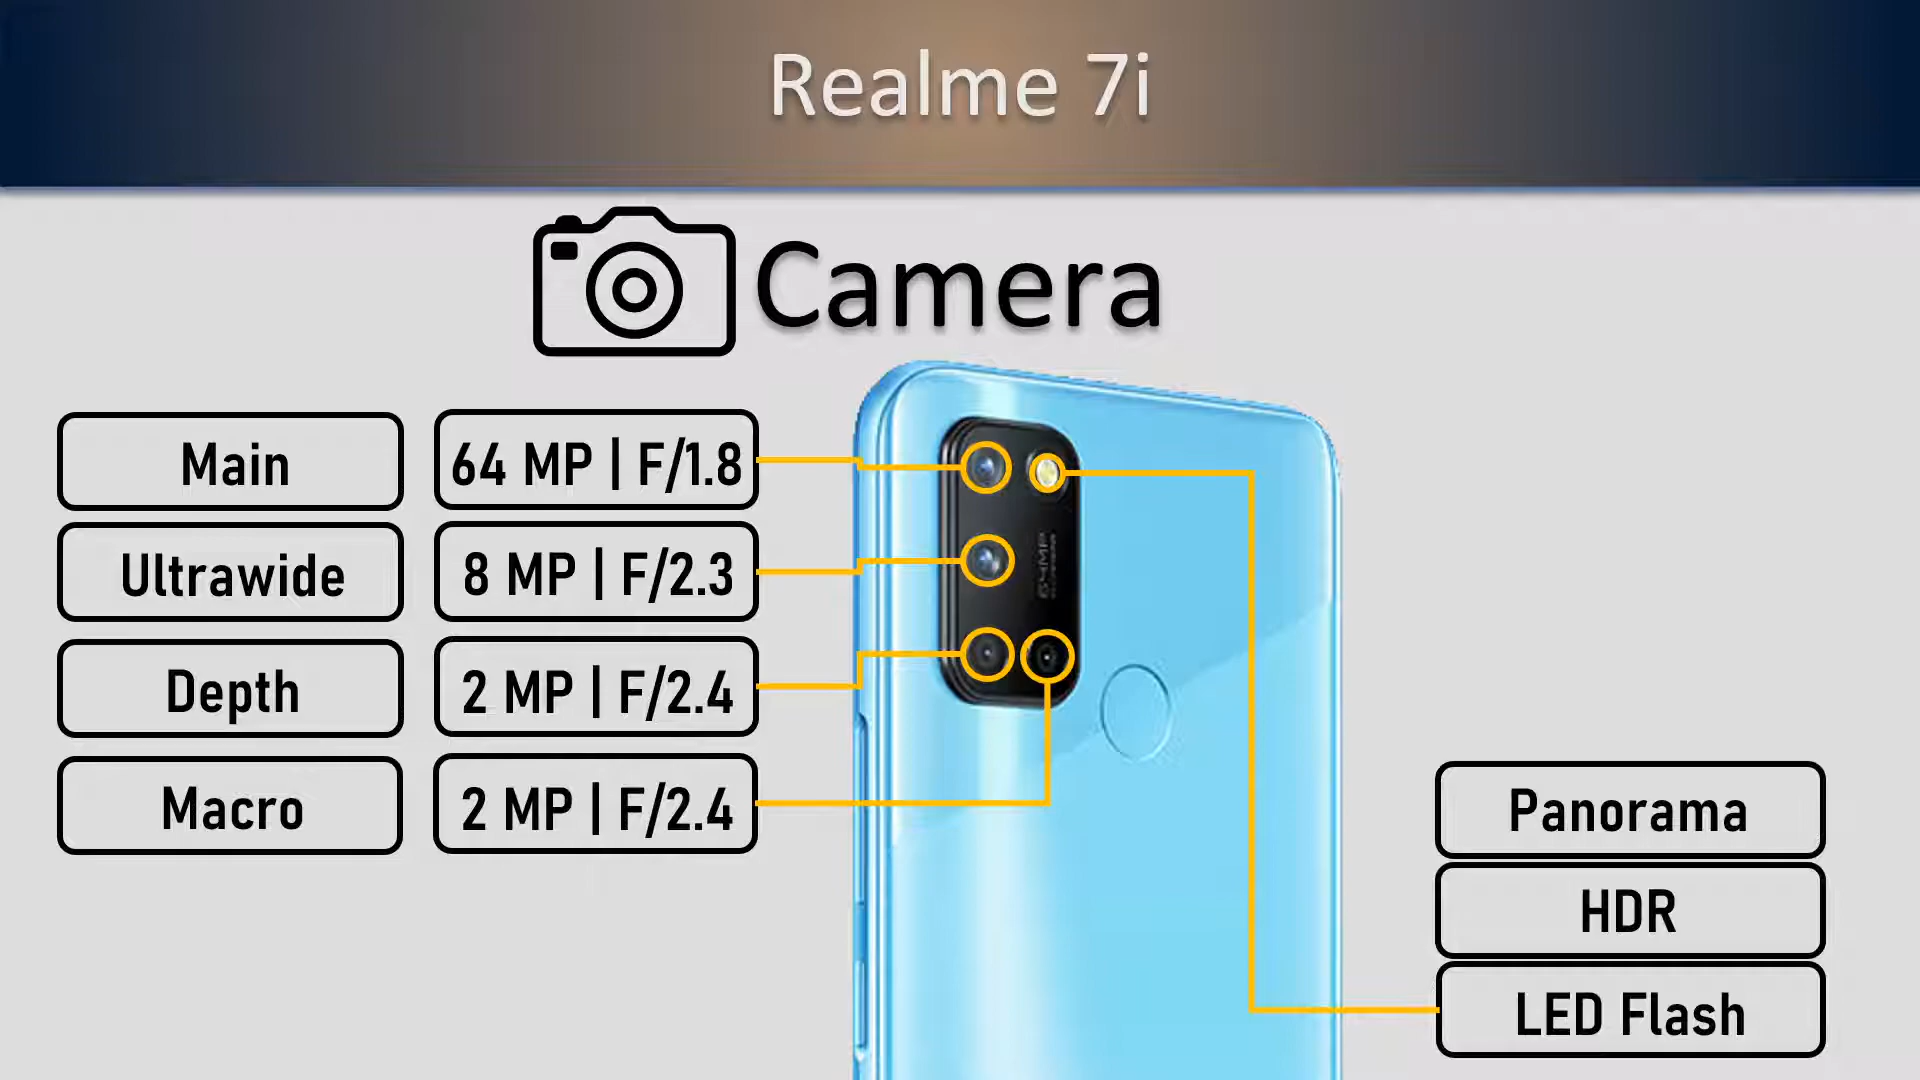 Realme 7i
Camera
Main
64 MP | F/1.8
Ultrawide
8 MP | F/2.3
Depth
2 MP | F/2.4
Macro
2 MP | F/2.4
64MP
Panorama
HDR
LED Flash